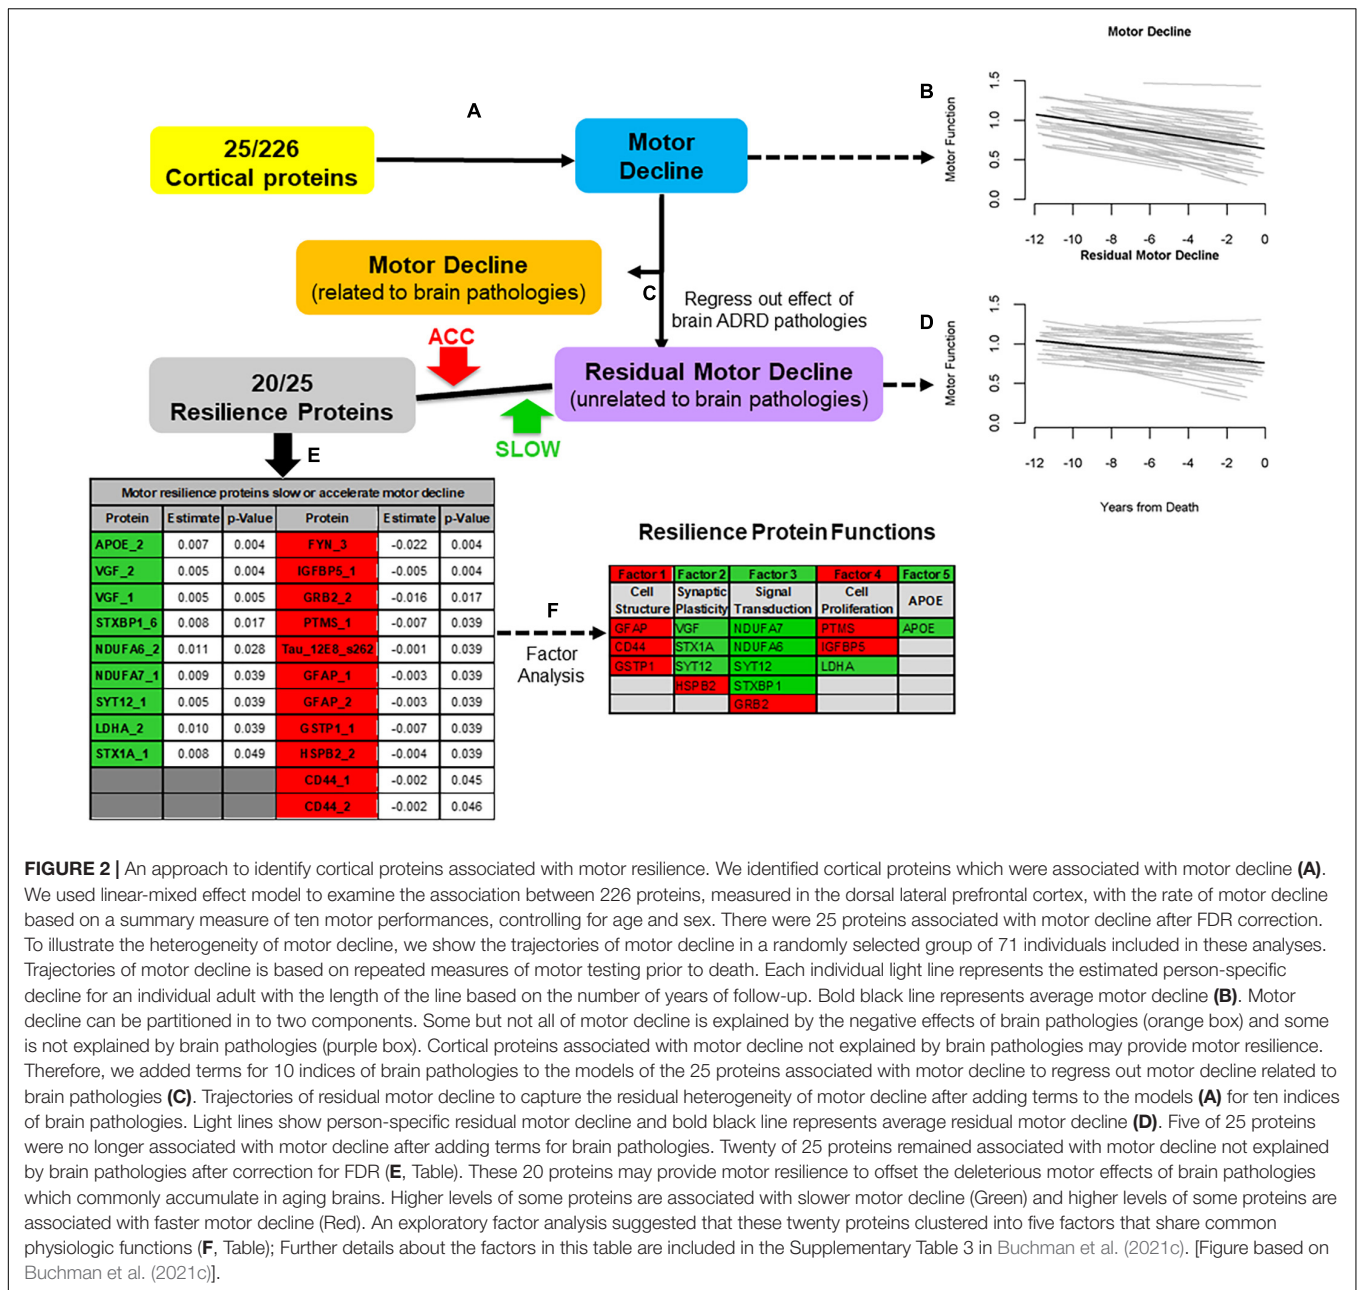 Motor Decline
A
B
25/226
Cortical proteins
Motor
Decline
Motor Function
0.0 0.5 1.0 1.5
-12 -10 -8 -6 -4 -2 0
Motor Decline
(related to brain pathologies)
C
Regress out effect of
brain ADRD pathologies
Residual Motor Decline
D
Motor Function
0.0 0.5 1.0 1.5
-12 -10 -8 -6 -4 -2 0
Years from Death
ACC
20/25
Resilience Proteins
Residual Motor Decline
(unrelated to brain pathologies)
SLOW
E
Motor resilience proteins slow or accelerate motor decline
Protein Estimate p-Value Protein Estimate p-Value
APOE_2 0.007 0.004 FYN_3 -0.022 0.004
VGF_2 0.005 0.004 IGFBP5_1 -0.005 0.004
VGF_1 0.005 0.005 GRB2_2 -0.016 0.017
STXBP1_6 0.008 0.017 PTMS_1 -0.007 0.039
NDUFA6_2 0.011 0.028 Tau_12E8_s262 -0.001 0.039
NDUFA7_1 0.009 0.039 GFAP_1 -0.003 0.039
SYT12_1 0.005 0.039 GFAP_2 -0.003 0.039
LDHA_2 0.010 0.039 GSTP1_1 -0.007 0.039
STX1A_1 0.008 0.049 HSPB2_2 -0.004 0.039
CD44_1 -0.002 0.045
CD44_2 -0.002 0.046
F
Factor
Analysis
Resilience Protein Functions
Factor 1 Factor 2 Factor 3 Factor 4 Factor 5
Cell Synaptic Signal Cell APOE
Structure Plasticity Transduction Proliferation
GFAP VGF NDUFA7 PTMS APOE
CD44 STX1A NDUFA6 IGFBP5
GSTP1 SYT12 SYT12 LDHA
HSPB2 STXBP1
GRB2
FIGURE 2 | An approach to identify cortical proteins associated with motor resilience. We identified cortical proteins which were associated with motor decline (A).
We used linear-mixed effect model to examine the association between 226 proteins, measured in the dorsal lateral prefrontal cortex, with the rate of motor decline
based on a summary measure of ten motor performances, controlling for age and sex. There were 25 proteins associated with motor decline after FDR correction.
To illustrate the heterogeneity of motor decline, we show the trajectories of motor decline in a randomly selected group of 71 individuals included in these analyses.
Trajectories of motor decline is based on repeated measures of motor testing prior to death. Each individual light line represents the estimated person-specific
decline for an individual adult with the length of the line based on the number of years of follow-up. Bold black line represents average motor decline (B). Motor
decline can be partitioned in to two components. Some but not all of motor decline is explained by the negative effects of brain pathologies (orange box) and some
is not explained by brain pathologies (purple box). Cortical proteins associated with motor decline not explained by brain pathologies may provide motor resilience.
Therefore, we added terms for 10 indices of brain pathologies to the models of the 25 proteins associated with motor decline to regress out motor decline related to
brain pathologies (C). Trajectories of residual motor decline to capture the residual heterogeneity of motor decline after adding terms to the models (A) for ten indices
of brain pathologies. Light lines show person-specific residual motor decline and bold black line represents average residual motor decline (D). Five of 25 proteins
were no longer associated with motor decline after adding terms for brain pathologies. Twenty of 25 proteins remained associated with motor decline not explained
by brain pathologies after correction for FDR (E, Table). These 20 proteins may provide motor resilience to offset the deleterious motor effects of brain pathologies
which commonly accumulate in aging brains. Higher levels of some proteins are associated with slower motor decline (Green) and higher levels of some proteins are
associated with faster motor decline (Red). An exploratory factor analysis suggested that these twenty proteins clustered into five factors that share common
physiologic functions (F, Table); Further details about the factors in this table are included in the Supplementary Table 3 in Buchman et al. (2021c). [Figure based on
Buchman et al. (2021c)].